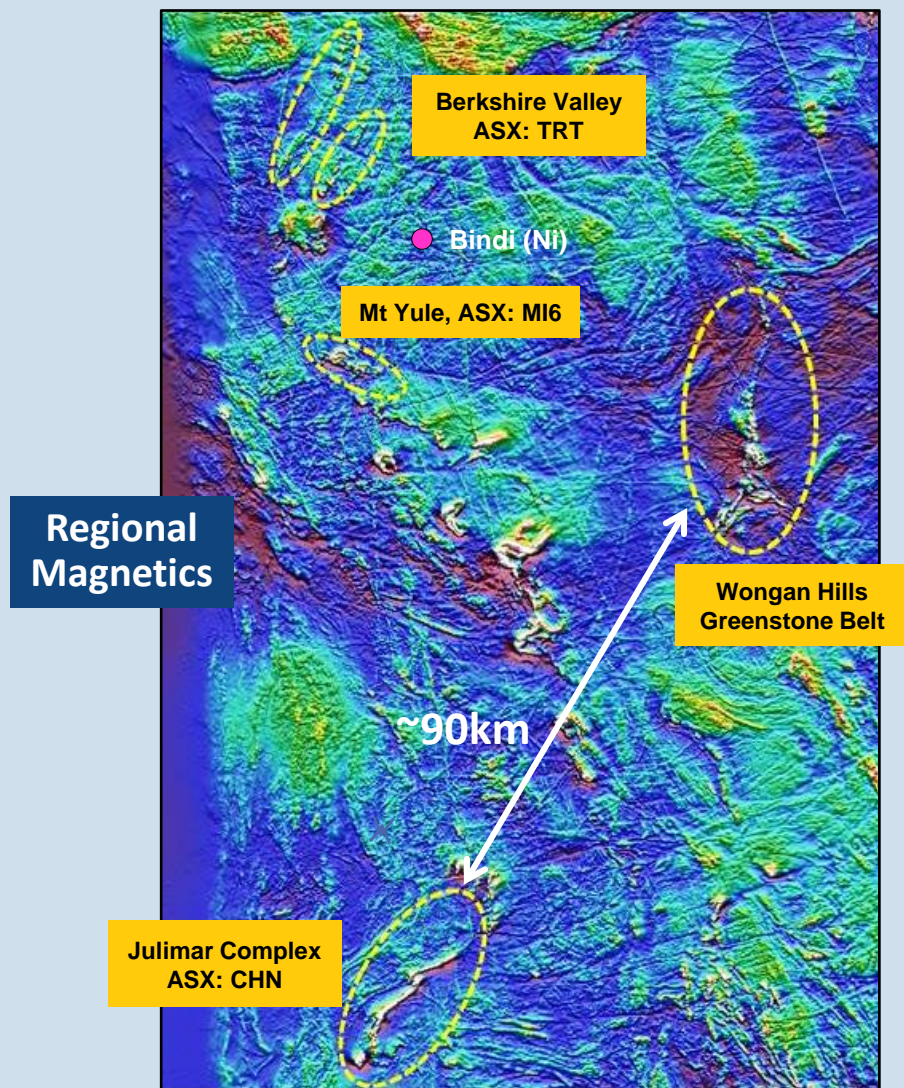 Berkshire Valley
ASX: TRT
Bindi (Ni)
Mt Yule, ASX: MI6
Regional
Magnetics
Wongan Hills
Greenstone Belt
~90km
Julimar Complex
ASX: CHN